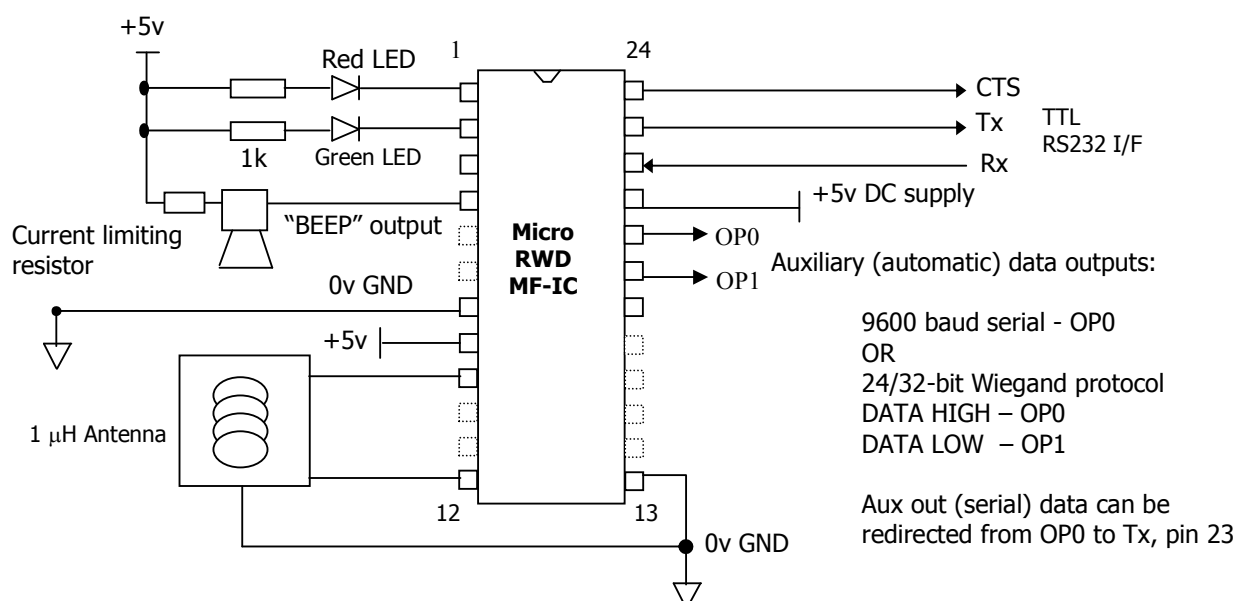 +5v
1
24
Red LED
CTS
Tx
TTL
RS232 I/F
1k
Green LED
Rx
+5v DC supply
"BEEP" output
Current limiting
resistor
Micro
RWD
MF-IC
OP0
OP1
Auxiliary (automatic) data outputs:
0v GND
9600 baud serial - OP0
OR
24/32-bit Wiegand protocol
DATA HIGH – OP0
DATA LOW – OP1
+5v
1 μH Antenna
Aux out (serial) data can be
redirected from OP0 to Tx, pin 23
12
13
0v GND